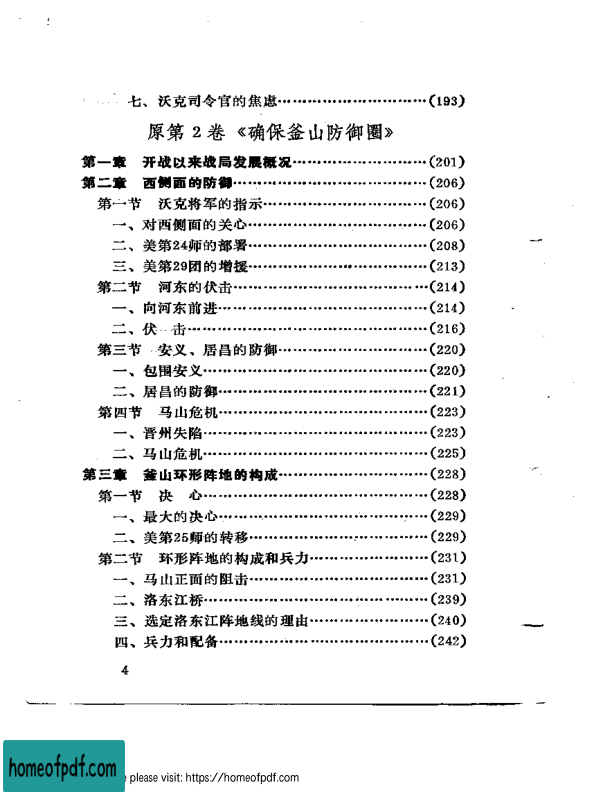 七、沃克司令官的焦虑…………………………(193)
原第2卷《确保釜山防御圈》
第一章 开战以来战局发展概况………………………(201)
第二章 西侧面的防御…………………………………(206)
第一节 沃克将军的指示………………………………(206)
一、对西侧面的关心………………………………(206)
二、美第24师的部署………………………………(208)
三、美第29团的增援………………………………(213)
第二节 河东的伏击……………………………………(214)
一、向河东前进……………………………………(214)
二、伏 击…………………………………………(216)
第三节 安义、居昌的防御……………………………(220)
一、包围安义………………………………………(220)
二、居昌的防御……………………………………(221)
第四节 马山危机………………………………………(223)
一、晋州失陷………………………………………(223)
二、马山危机………………………………………(225)
第三章 釜山环形阵地的构成…………………………(228)
第一节 决 心…………………………………………(228)
一、最大的决心……………………………………(229)
二、美第25师的转移………………………………(229)
第二节 环形阵地的构成和兵力………………………(231)
一、马山正面的阻击………………………………(231)
二、洛东江桥………………………………………(239)
三、选定洛东江阵地线的理由……………………(240)
四、兵力和配备……………………………………(242)
4
homeofpdf.com
please visit: https://homeofpdf.com